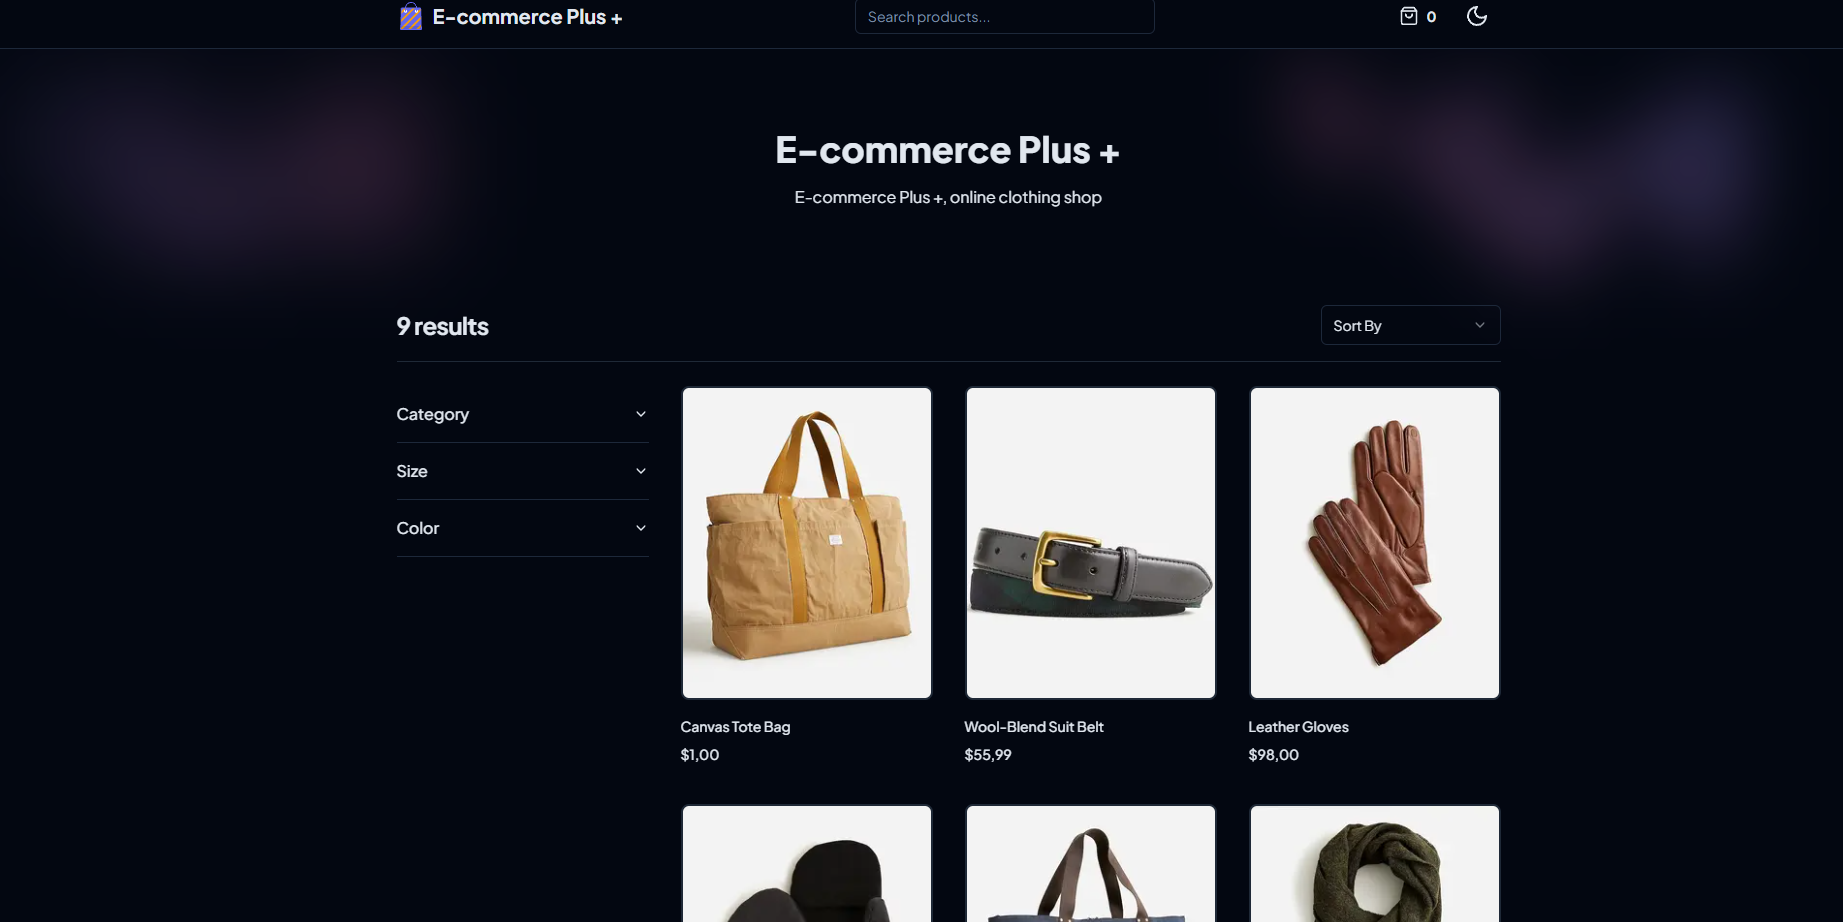 E-commerce Plus +
Search products...
0
E-commerce Plus +
E-commerce Plus +, online clothing shop
9 results
Sort By
Category
Size
Color
Canvas Tote Bag
$1,00
Wool-Blend Suit Belt
$55,99
Leather Gloves
$98,00